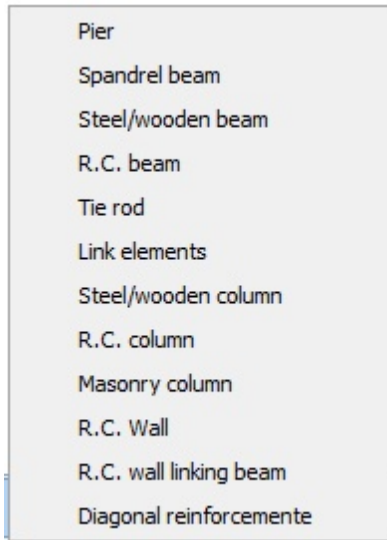 Pier
Spandrel beam
Steel/wooden beam
R.C. beam
Tie rod
Link elements
Steel/wooden column
R.C. column
Masonry column
R.C. Wall
R.C. wall linking beam
Diagonal reinforcemente